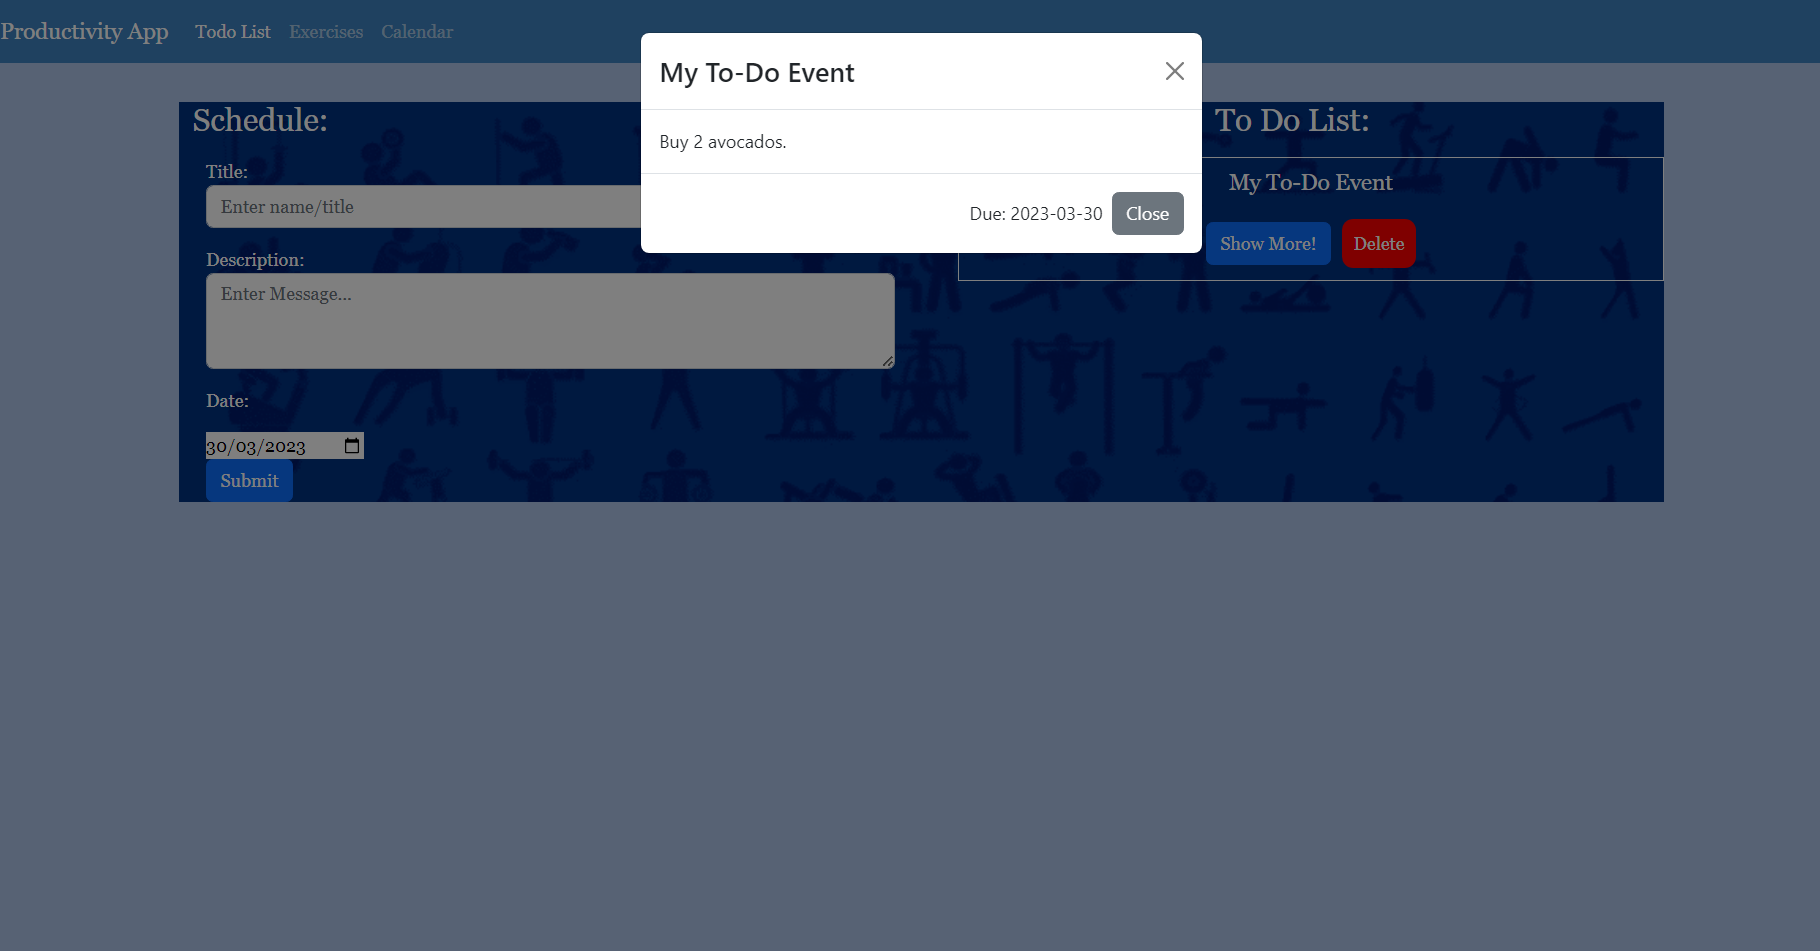 Productivity App Todo List Exercises Calendar
My To-Do Event
Buy 2 avocados.
Due: 2023-03-30 Close
Schedule:
Title:
Enter name/title
Description:
Enter Message...
Date:
30/03/2023
Submit
To Do List:
My To-Do Event
Show More! Delete